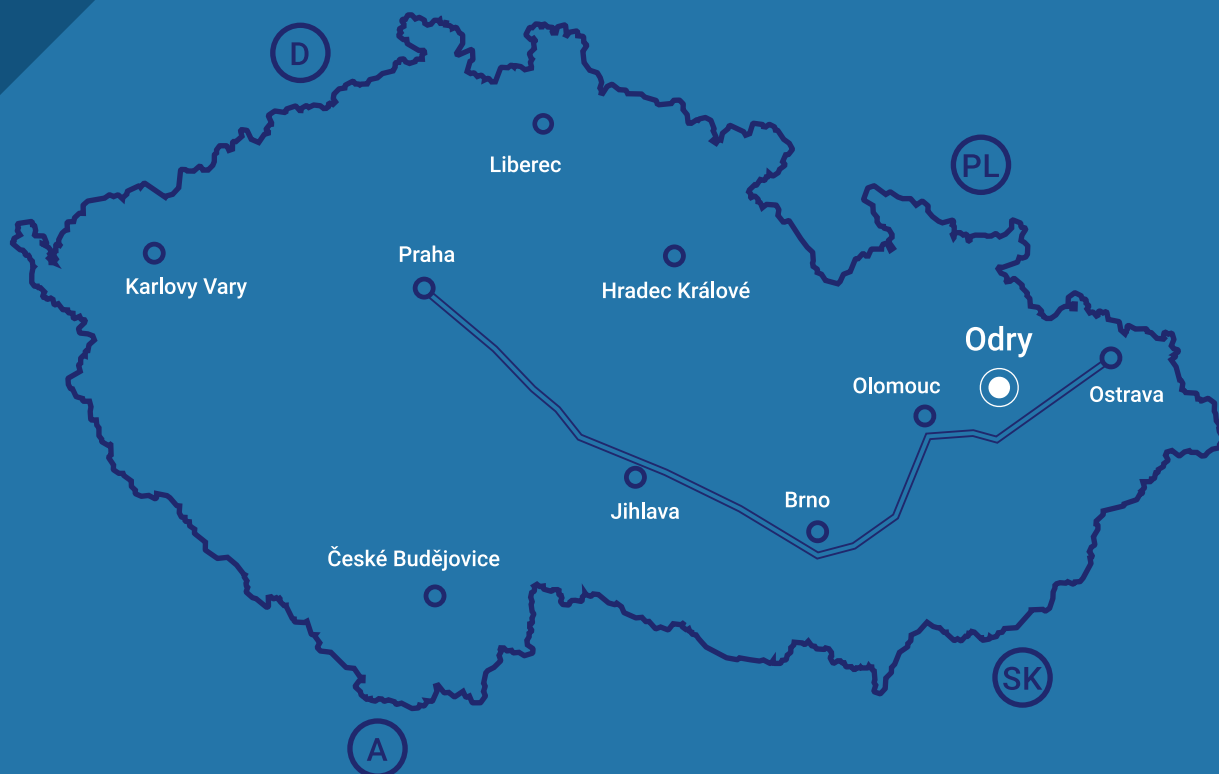 D
Liberec
PL
Praha
Karlovy Vary
Hradec Králové
Odry
Olomouc
Ostrava
Brno
Jihlava
České Budějovice
SK
A